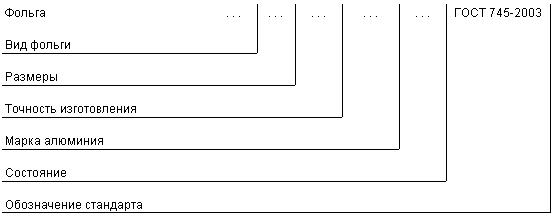 Фольга ... ... ... ... ... ГОСТ 745-2003
Вид фольги
Размеры
Точность изготовления
Марка алюминия
Состояние
Обозначение стандарта